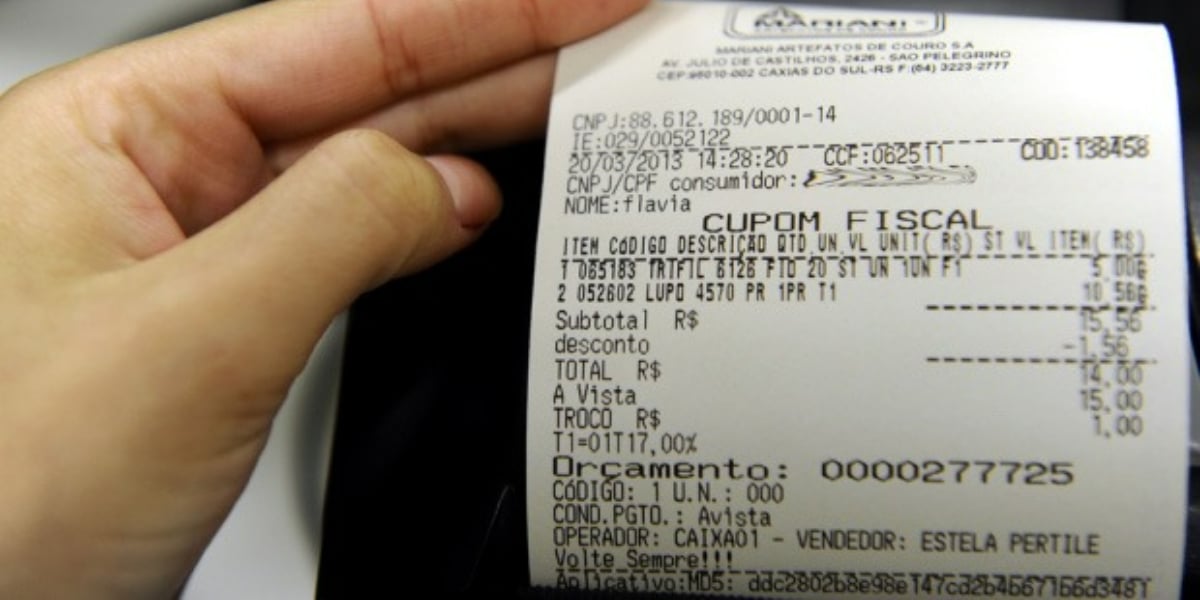 MARIANI
MARIANI ARTEFATOS DE COURO S.A
AV. JULIO DE CASTILHOS, 2426 - SAO PELEGRINO
CEP:95010-002 CAXIAS DO SUL-RS F:(54) 3223-2777
CNPJ:88.612.189/0001-14
IE:029/0052122
20/03/2013 14:28:20 CCF:062511 COO:138458
CNPJ/CPF consumidor:
NOME:flavia
CUPOM FISCAL
ITEM CóDIGO DESCRIÇãO QTD UN VL UNIT( R$) ST VL ITEM( R$)
1 065183 TRIFIL 6126 FIO 20 ST UN 1UN F1 5,00
2 052602 LUPO 4570 PR 1PR T1 10,56
Subtotal R$ 15,56
desconto -1,56
TOTAL R$ 14,00
A Vista 15,00
TROCO R$ 1,00
T1=01T17,00%
Orçamento: 0000277725
CóDIGO: 1 U.N.: 000
COND.PGTO.: Avista
OPERADOR: CAIXA01 - VENDEDOR: ESTELA PERTILE
Volte Sempre!!!
Aplicativo:MD5: